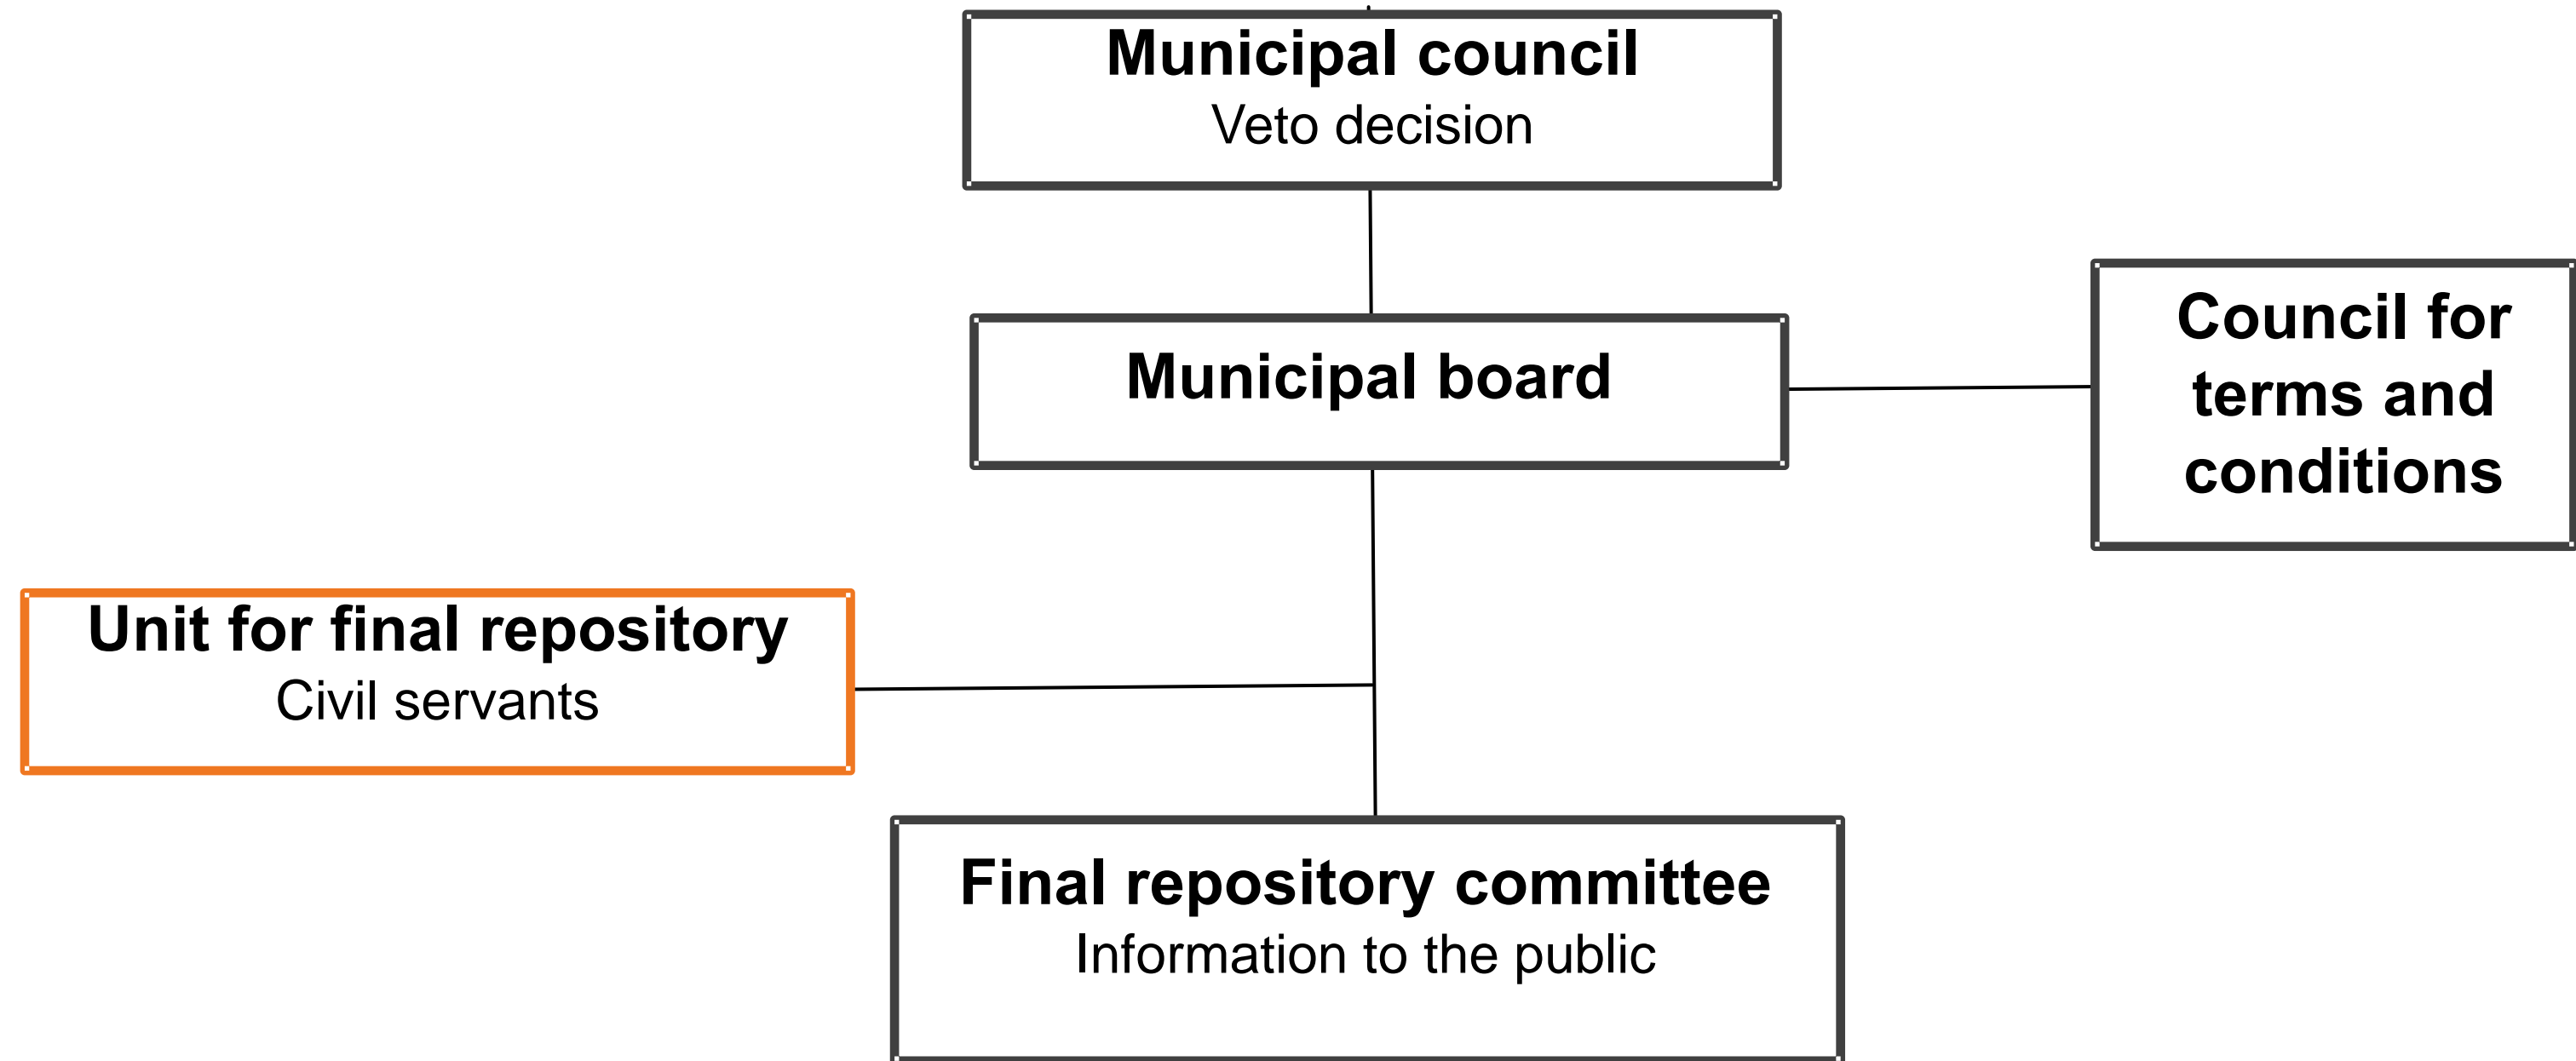 Municipal council
Veto decision
Municipal board
Council for
terms and
conditions
Unit for final repository
Civil servants
Final repository committee
Information to the public